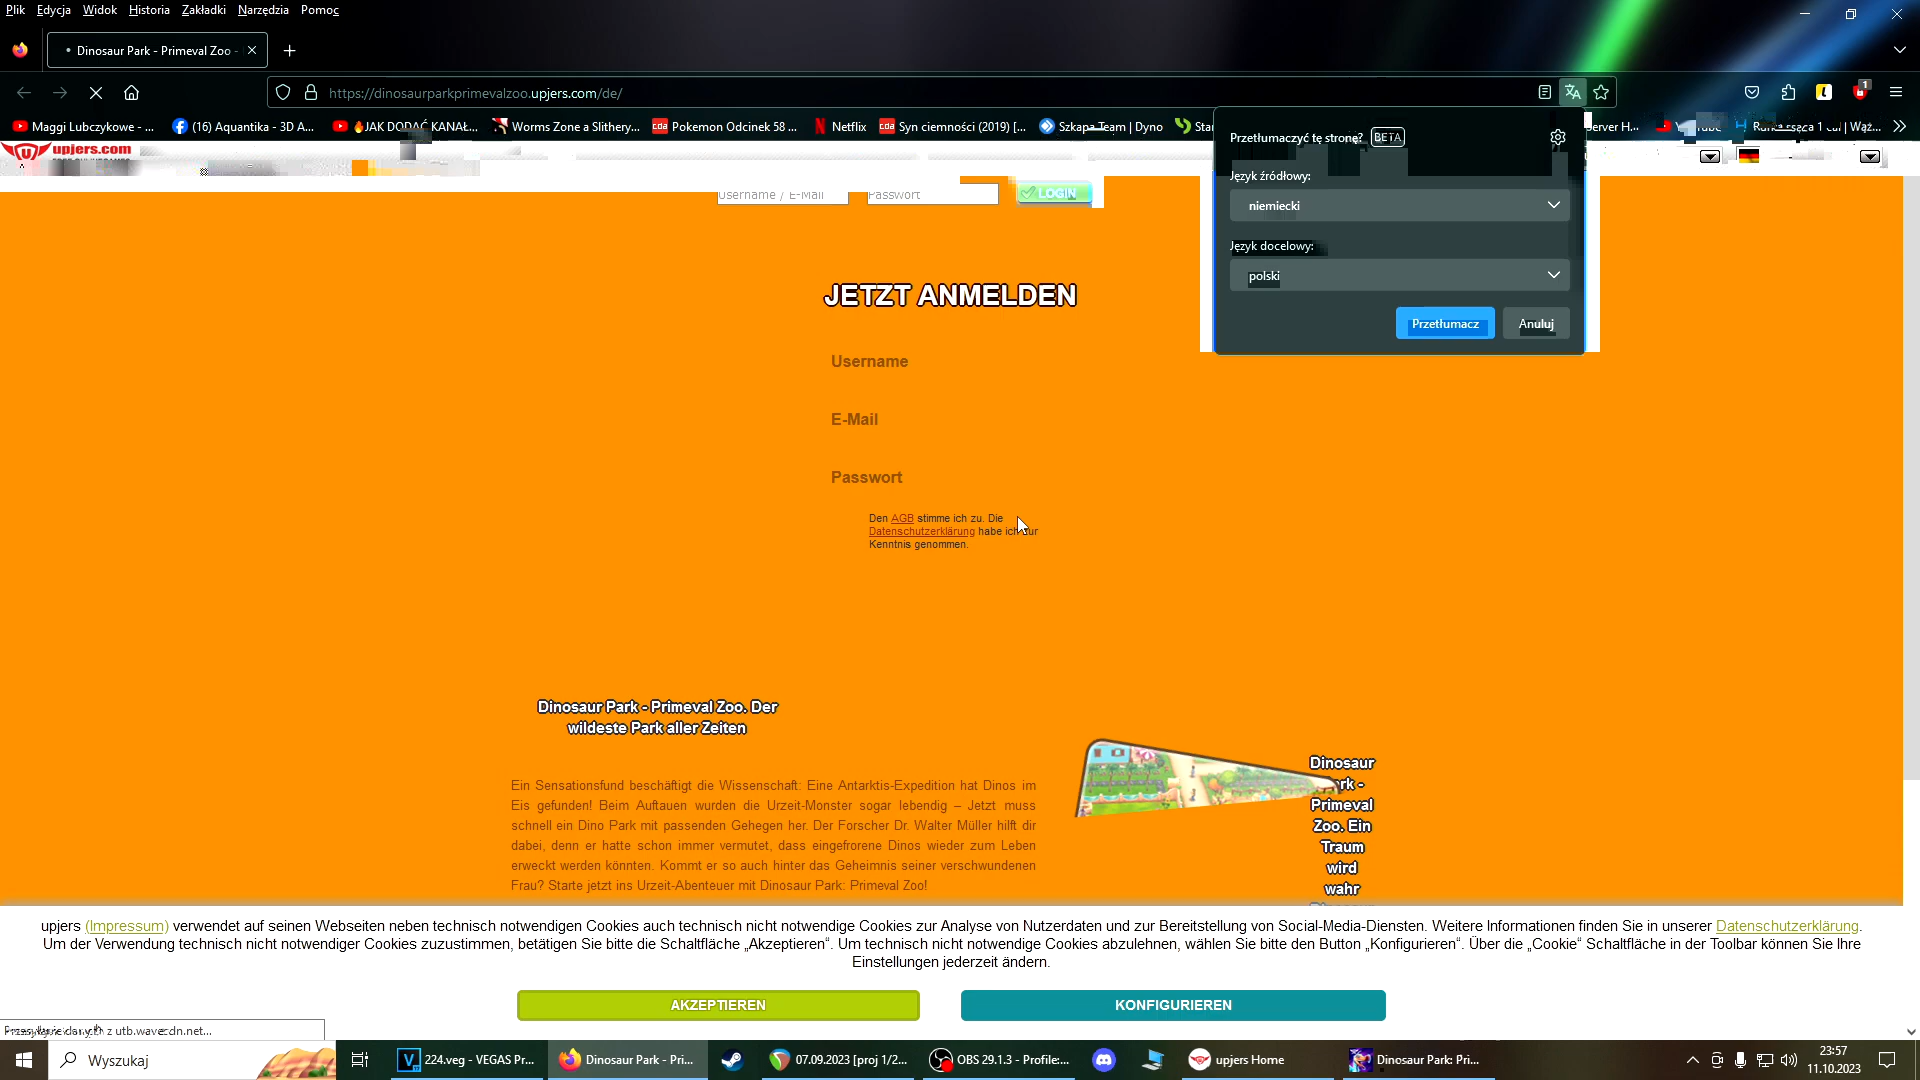 Plik Edycja Widok Historia Zakładki Narzędzia Pomoc
Dinosaur Park - Primeval Zoo -
https://dinosaurparkprimevalzoo.upjers.com/de/
Maggi Lubczykowe - ...
(16) Aquantika - 3D A...
JAK DODAĆ KANAŁ...
Worms Zone a Slithery...
Pokemon Odcinek 58 ...
Netflix
Syn ciemności (2019) [...
Szkapa Team | Dyno
upjers.com
Username / E-Mail
Passwort
LOGIN
Przetłumaczyć tę stronę? BETA
Język źródłowy:
niemiecki
Język docelowy:
polski
Przetłumacz
Anuluj
JETZT ANMELDEN
Username
E-Mail
Passwort
Den AGB stimme ich zu. Die
Datenschutzerklärung habe ich zur
Kenntnis genommen.
Dinosaur Park - Primeval Zoo. Der
wildeste Park aller Zeiten
Ein Sensationsfund beschäftigt die Wissenschaft: Eine Antarktis-Expedition hat Dinos im
Eis gefunden! Beim Auftauen wurden die Urzeit-Monster sogar lebendig – Jetzt muss
schnell ein Dino Park mit passenden Gehegen her. Der Forscher Dr. Walter Müller hilft dir
dabei, denn er hatte schon immer vermutet, dass eingefrorene Dinos wieder zum Leben
erweckt werden könnten. Kommt er so auch hinter das Geheimnis seiner verschwundenen
Frau? Starte jetzt ins Urzeit-Abenteuer mit Dinosaur Park: Primeval Zoo!
Dinosaur
rk -
Primeval
Zoo. Ein
Traum
wird
wahr
upjers (Impressum) verwendet auf seinen Webseiten neben technisch notwendigen Cookies auch technisch nicht notwendige Cookies zur Analyse von Nutzerdaten und zur Bereitstellung von Social-Media-Diensten. Weitere Informationen finden Sie in unserer Datenschutzerklärung.
Um der Verwendung technisch nicht notwendiger Cookies zuzustimmen, betätigen Sie bitte die Schaltfläche „Akzeptieren“. Um technisch nicht notwendige Cookies abzulehnen, wählen Sie bitte den Button „Konfigurieren“. Über die „Cookie“ Schaltfläche in der Toolbar können Sie Ihre
Einstellungen jederzeit ändern.
AKZEPTIEREN
KONFIGURIEREN
Wyszukaj
224.veg - VEGAS Pr...
Dinosaur Park - Pri...
07.09.2023 [proj 1/2...
OBS 29.1.3 - Profile:...
upjers Home
Dinosaur Park: Pri...
23:57
11.10.2023